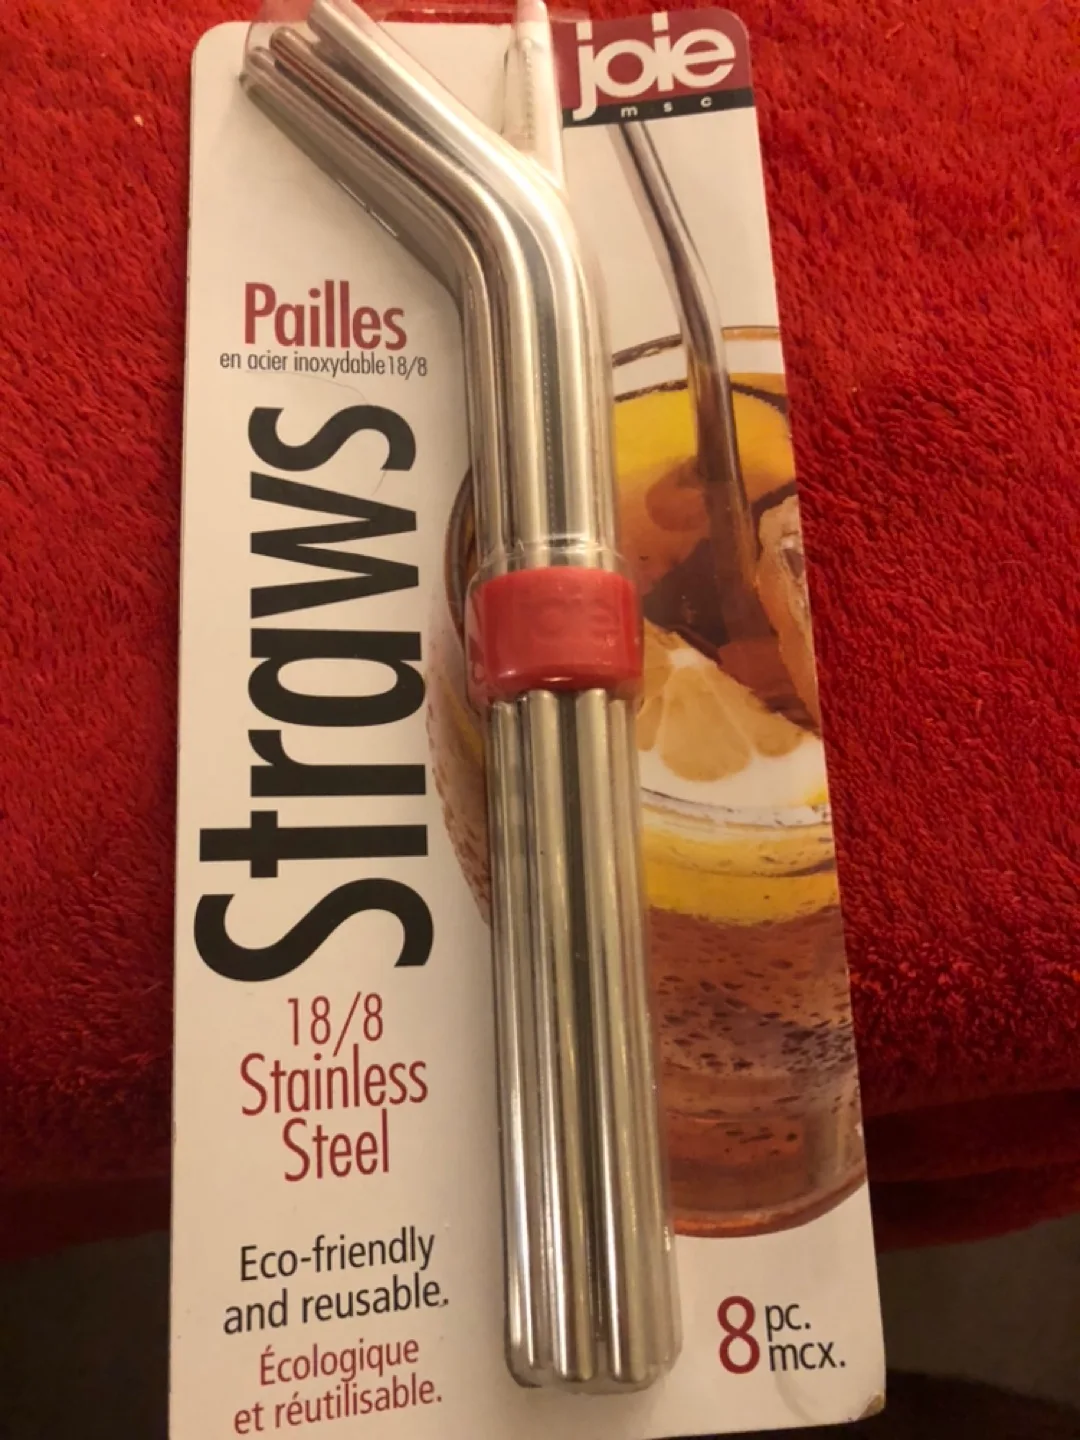 joie
msc
Pailles
en acier inoxydable 18/8
Straws
18/8
Stainless
Steel
Eco-friendly
and reusable.
Écologique
et réutilisable.
8 pc.
mcx.
joie